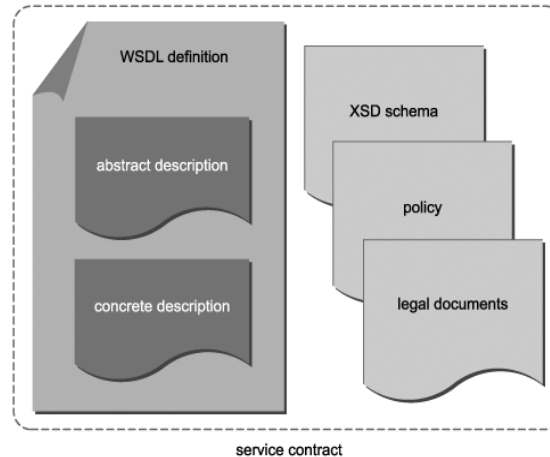 WSDL definition
abstract description
concrete description
XSD schema
policy
legal documents
service contract